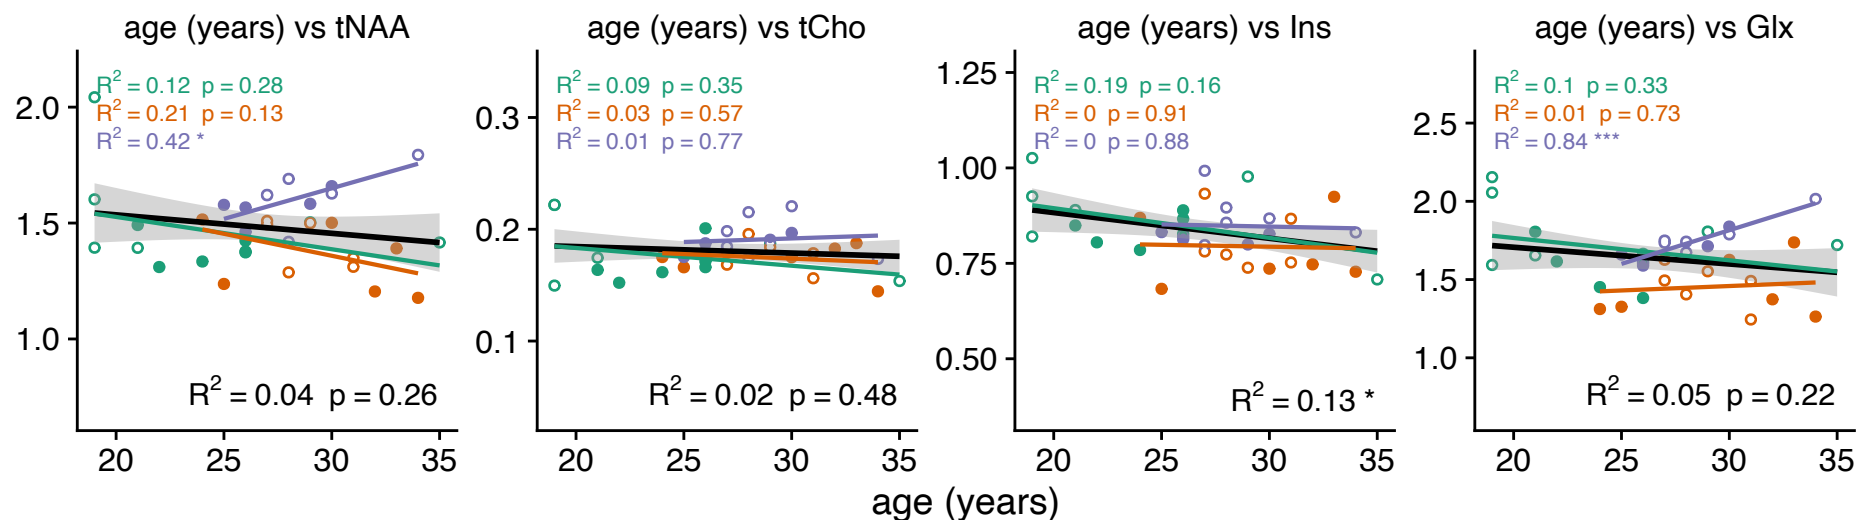 age (years) vs tNAA
R² = 0.12 p = 0.28
R² = 0.21 p = 0.13
R² = 0.42 *
2.0
1.5
1.0
R² = 0.04 p = 0.26
20 25 30 35
age (years) vs tCho
R² = 0.09 p = 0.35
R² = 0.03 p = 0.57
R² = 0.01 p = 0.77
0.3
0.2
0.1
R² = 0.02 p = 0.48
20 25 30 35
age (years) vs Ins
R² = 0.19 p = 0.16
R² = 0 p = 0.91
R² = 0 p = 0.88
1.25
1.00
0.75
0.50
R² = 0.13 *
20 25 30 35
age (years) vs Glx
R² = 0.1 p = 0.33
R² = 0.01 p = 0.73
R² = 0.84 ***
2.5
2.0
1.5
1.0
R² = 0.05 p = 0.22
20 25 30 35
age (years)